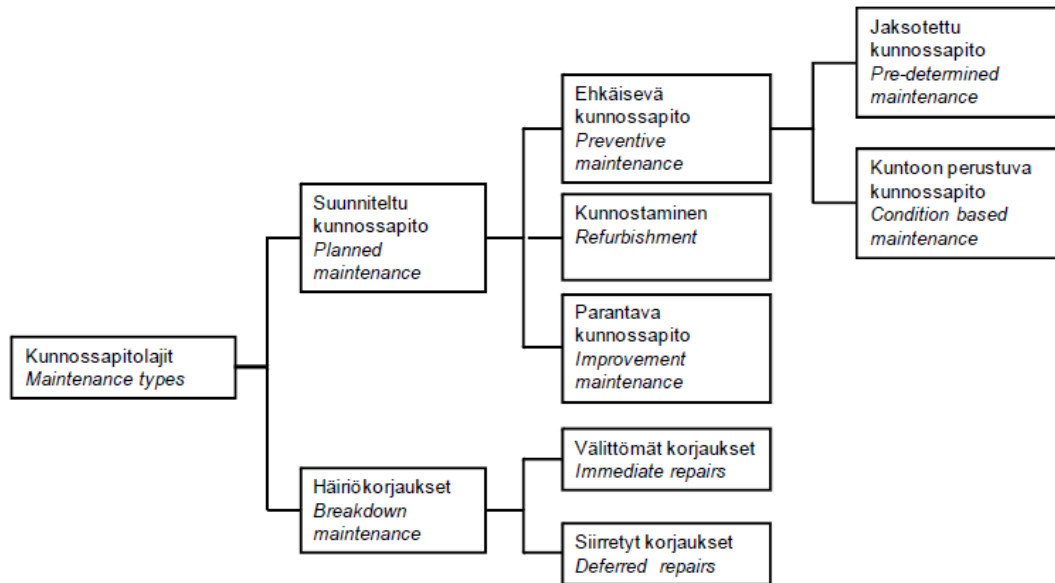 Kunnossapitolajit
Maintenance types
Suunniteltu
kunnossapito
Planned
maintenance
Häiriökorjaukset
Breakdown
maintenance
Ehkäisevä
kunnossapito
Preventive
maintenance
Kunnostaminen
Refurbishment
Parantava
kunnossapito
Improvement
maintenance
Välittömät korjaukset
Immediate repairs
Siirretyt korjaukset
Deferred repairs
Jaksotettu
kunnossapito
Pre-determined
maintenance
Kuntoon perustuva
kunnossapito
Condition based
maintenance